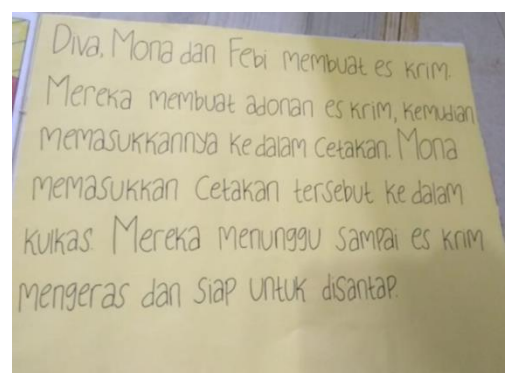 Diva, Mona dan Febi membuat es krim.
Mereka membuat adonan es krim, kemudian
memasukkannya ke dalam cetakan. Mona
memasukkan cetakan tersebut ke dalam
kulkas. Mereka menunggu sampai es krim
mengeras dan siap untuk disantap.